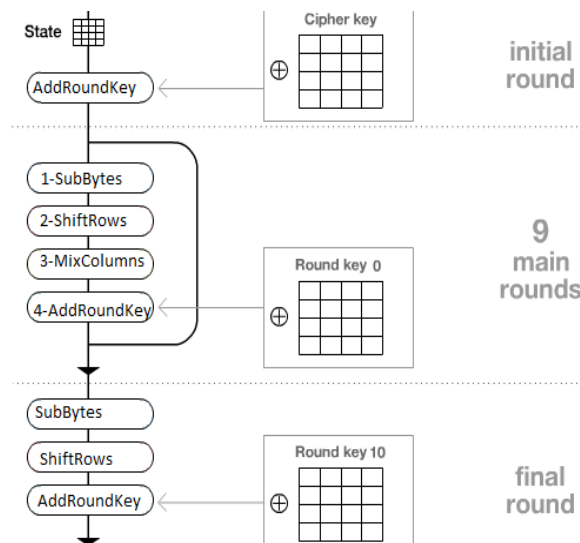 State
Cipher key
AddRoundKey
initial
round
1-SubBytes
2-ShiftRows
3-MixColumns
4-AddRoundKey
Round key 0
9
main
rounds
SubBytes
ShiftRows
AddRoundKey
Round key 10
final
round